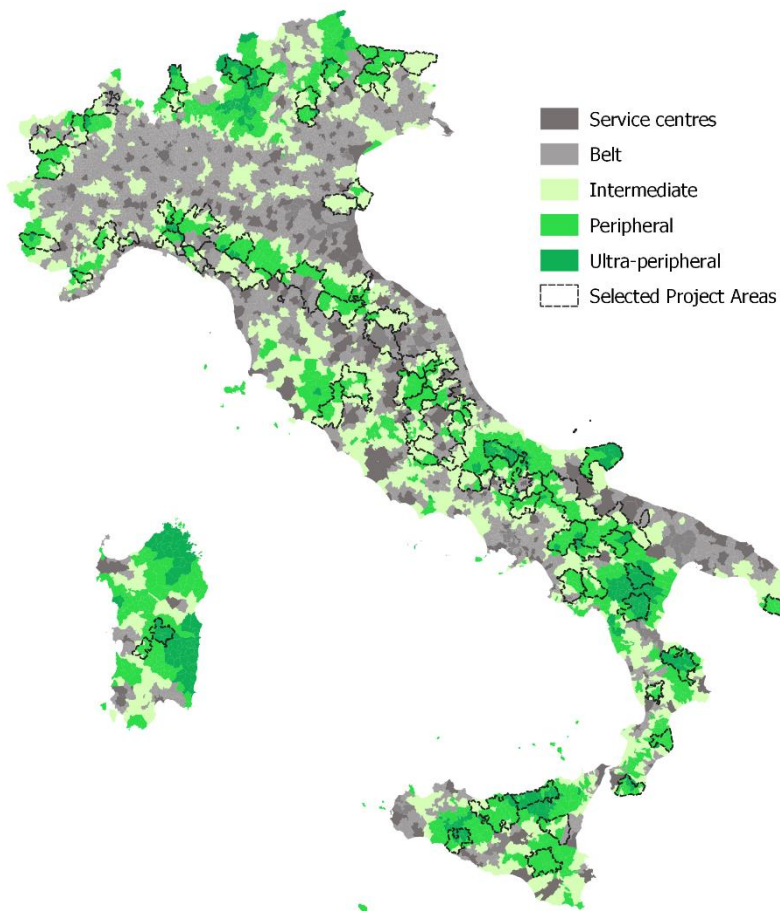 Service centres
Belt
Intermediate
Peripheral
Ultra-peripheral
Selected Project Areas